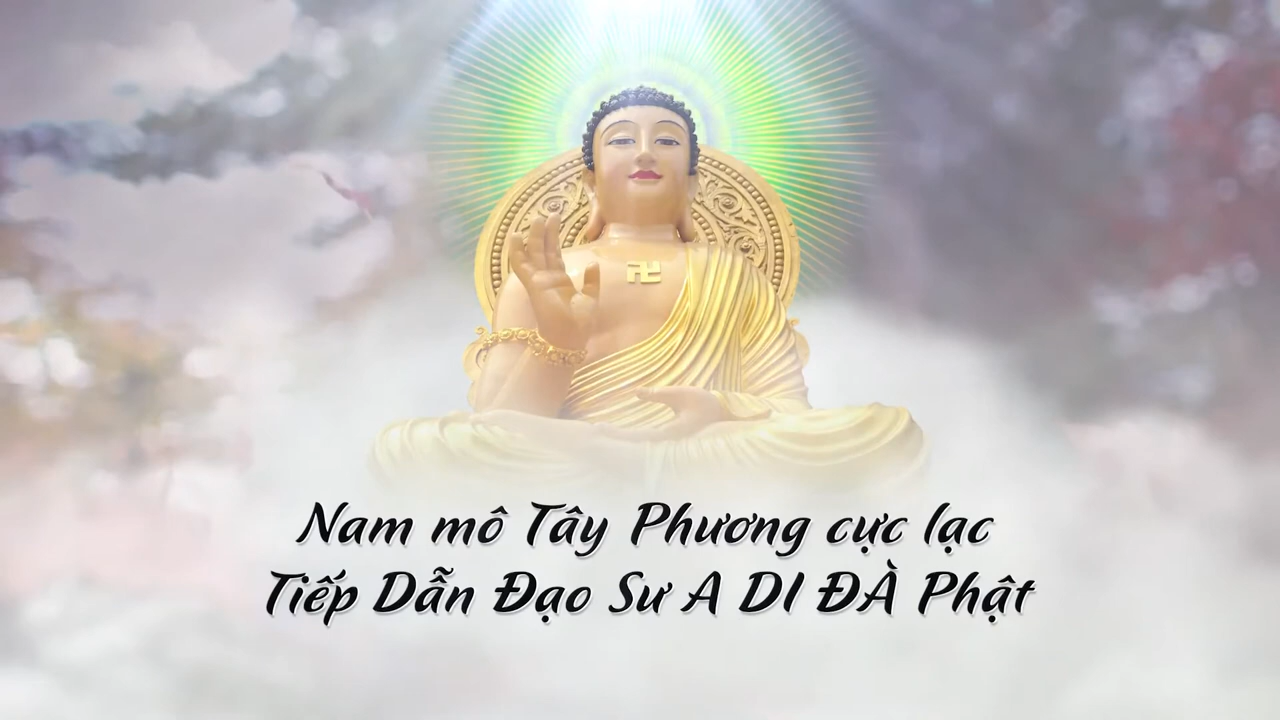 Nam mô Tây Phương cực lạc
Tiếp Dẫn Đạo Sư A DI ĐÀ Phật